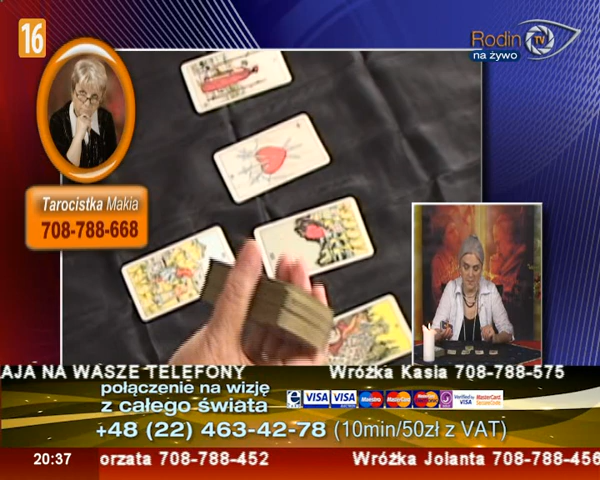 16
Rodin TV
na żywo
Tarocistka Makia
708-788-668
AJA NA WASZE TELEFONY Wróżka Kasia 708-788-575
połączenie na wizję
z całego świata
VISA VISA Maestro MasterCard
+48 (22) 463-42-78 (10min/50zł z VAT)
20:37 orzata 708-788-452 Wróżka Jolanta 708-788-456